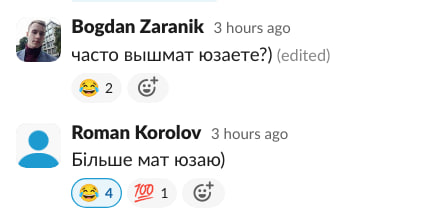 Bogdan Zaranik 3 hours ago
часто вышмат юзаете?) (edited)
😂 2
Roman Korolov 3 hours ago
Більше мат юзаю)
😂 4 💯 1